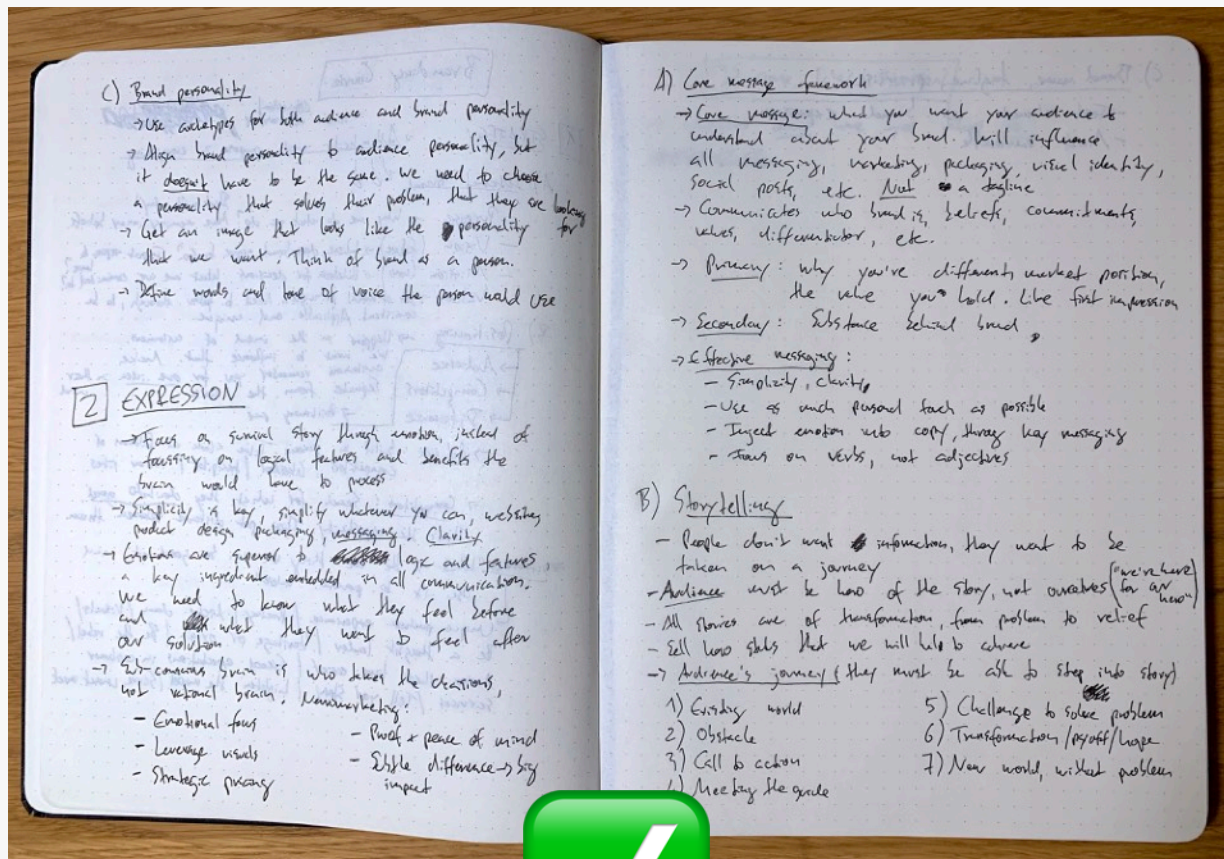 C) Brand personality
→ Use archetypes for both audience and brand personality
→ Align brand personality to audience personality, but
it doesn't have to be the same. We need to choose
a personality that solves their problem, that they are looking
for
→ Get an image that looks like the personality
that we want. Think of brand as a person.
→ Define words and tone of voice the person would use
2 EXPRESSION
→ Focus on survival story through emotion, instead of
focussing on logical features and benefits the
brain would have to process
→ Simplicity is key, simplify whatever you can, websites,
product design, packaging, messaging. Clarity
→ Emotions are superior to logic and features,
a key ingredient embedded in all communication.
We need to know what they feel before
and what they want to feel after
our solution
→ Sub-conscious brain is who takes the decisions,
not rational brain. Neuromarketing:
- Emotional focus
- Leverage visuals
- Strategic pricing
- Proof + peace of mind
- Subtle difference → big
impact
A) Core message framework
→ Core message: what you want your audience to
understand about your brand. Will influence
all messaging, marketing, packaging, visual identity,
social posts, etc. Not a tagline
→ Communicates who brand is, beliefs, commitments,
values, differentiator, etc.
→ Primary: why you're different, market position,
the value you hold. Like first impression
→ Secondary: Substance behind brand
→ Effective messaging:
- Simplicity, clarity
- Use as much personal touch as possible
- Inject emotion into copy, through key messaging
- Focus on verbs, not adjectives
B) Storytelling
- People don't want information, they want to be
taken on a journey
- Audience must be hero of the story, not ourselves ("we're here
for our
hero")
- All stories are of transformation, from problem to relief
- Sell hero status that we will help to achieve
→ Audience's journey (they must be able to step into story)
1) Existing world
2) Obstacle
3) Call to action
4) Meeting the guide
5) Challenge to solve problem
6) Transformation/payoff/hope
7) New world, without problem